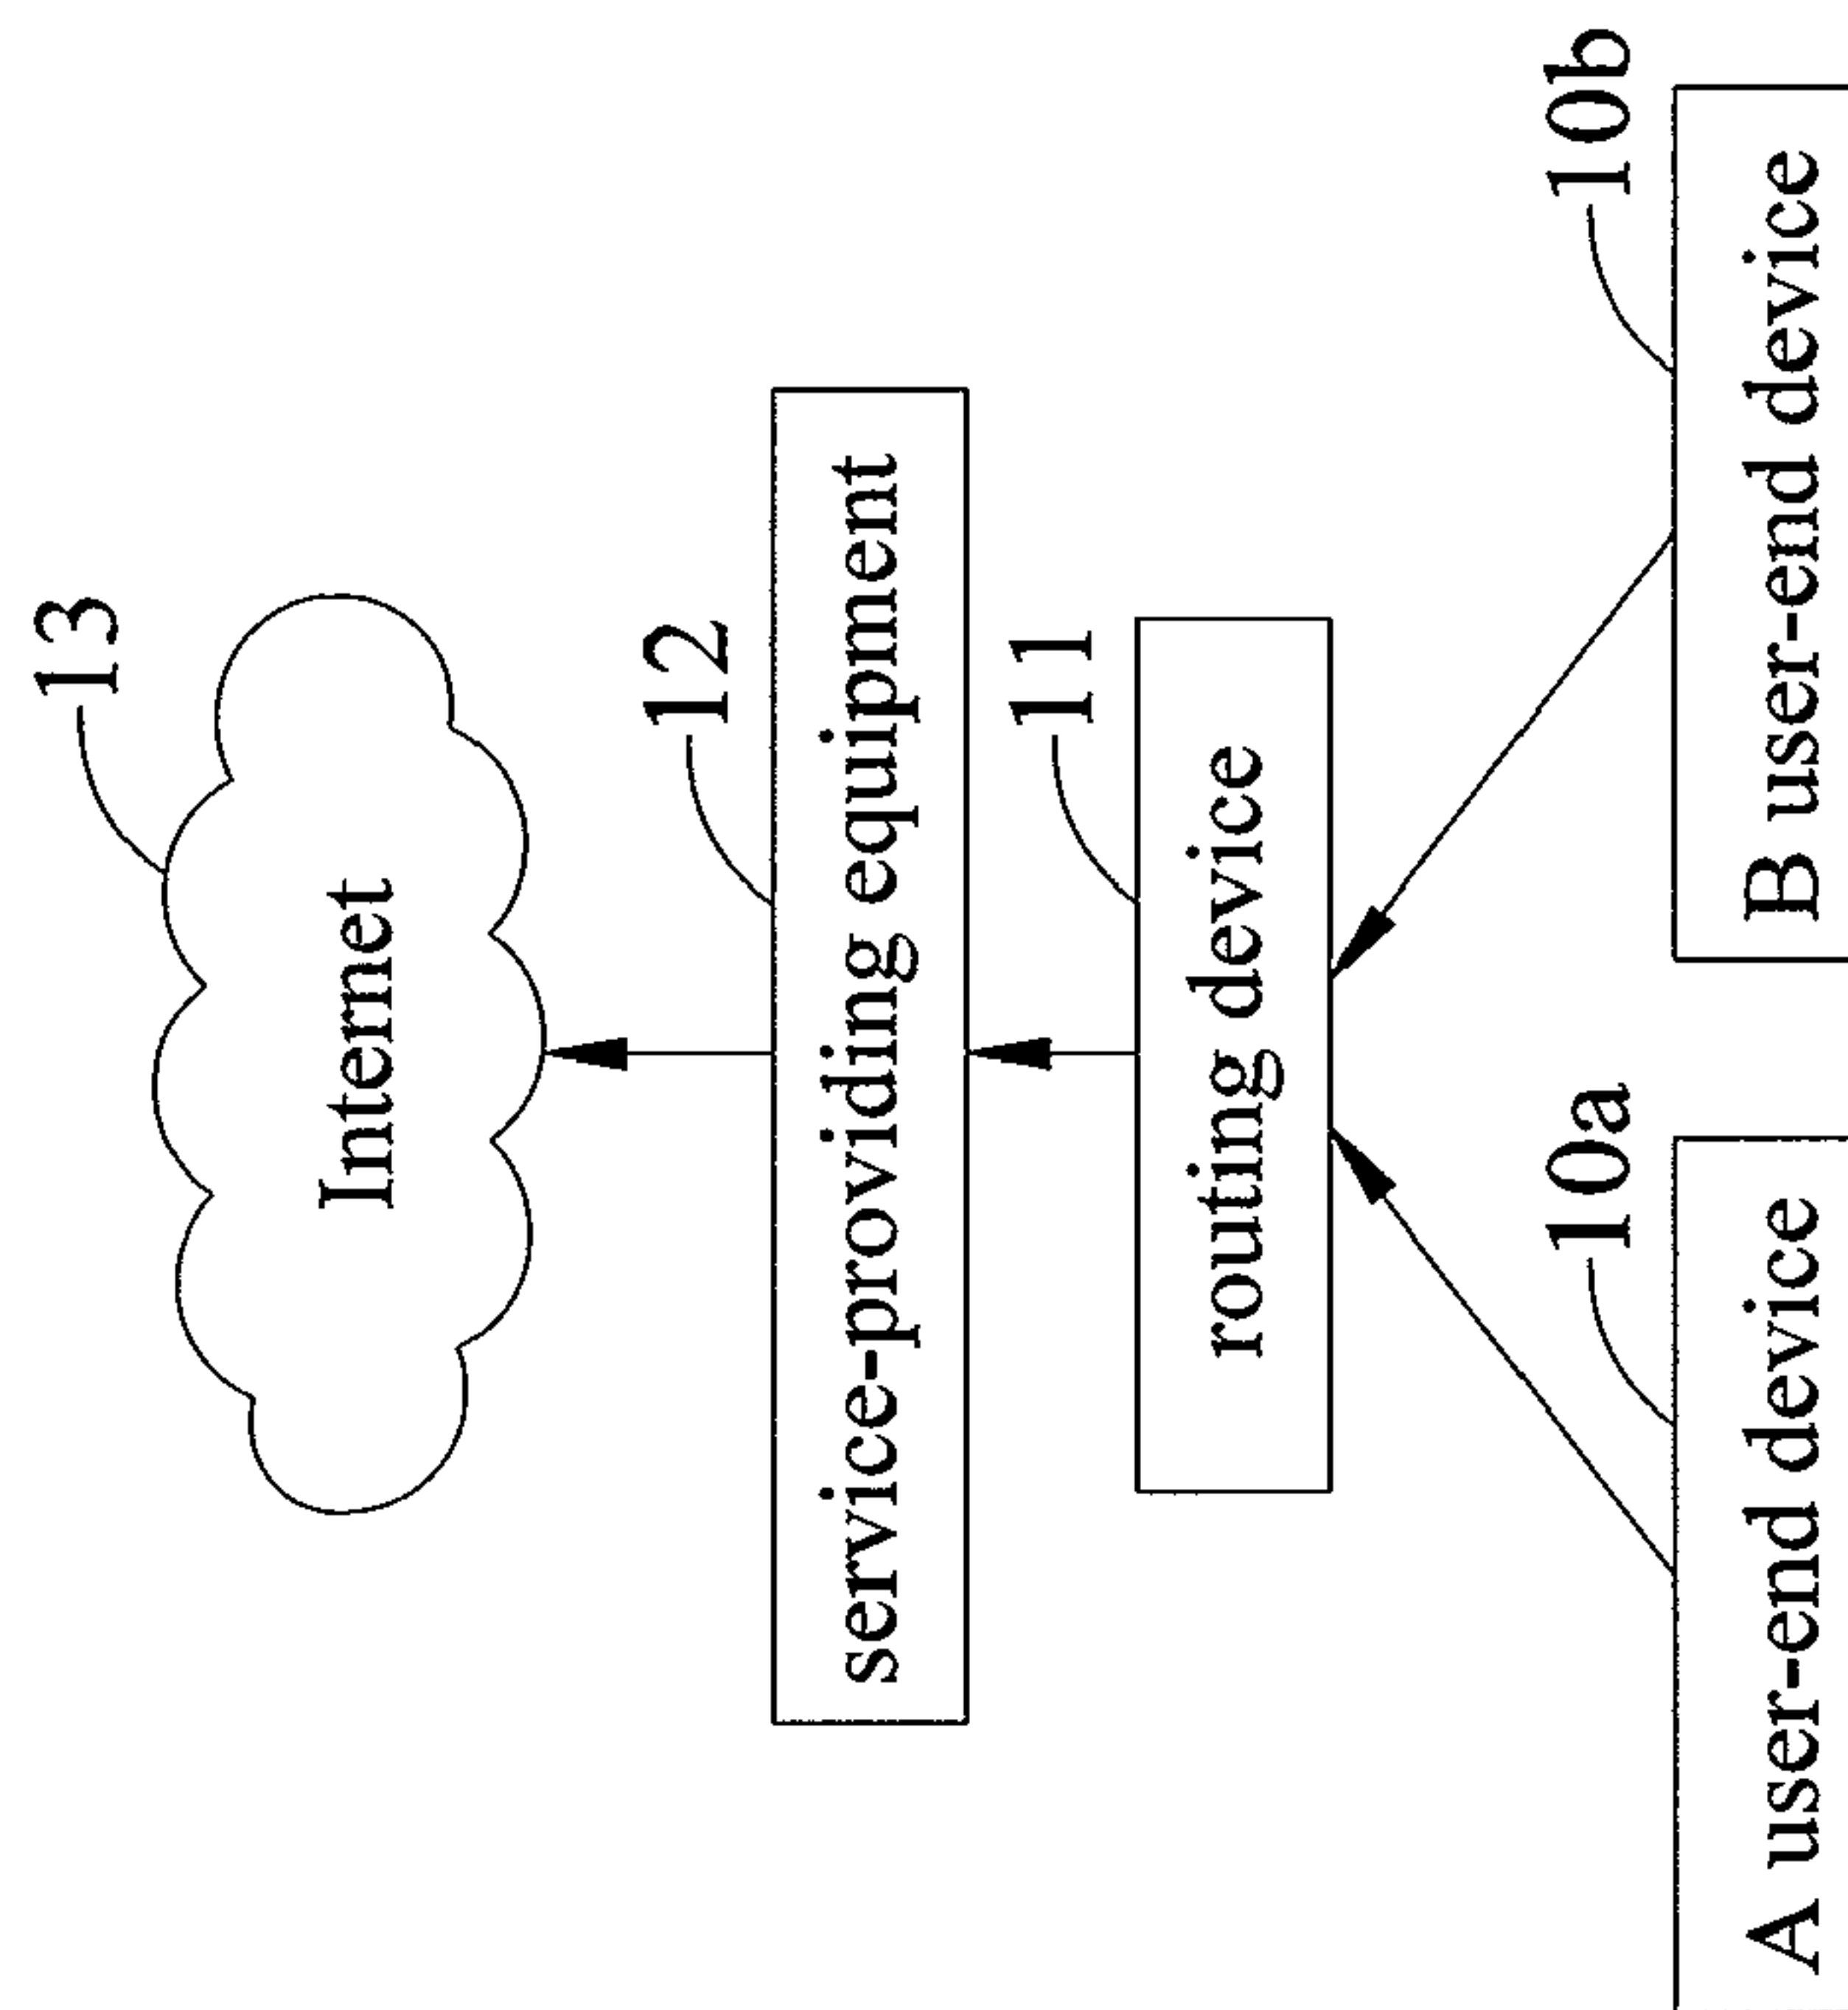 13
Internet
12
service-providing equipment
11
routing device
10a
10b
A user-end device
B user-end device